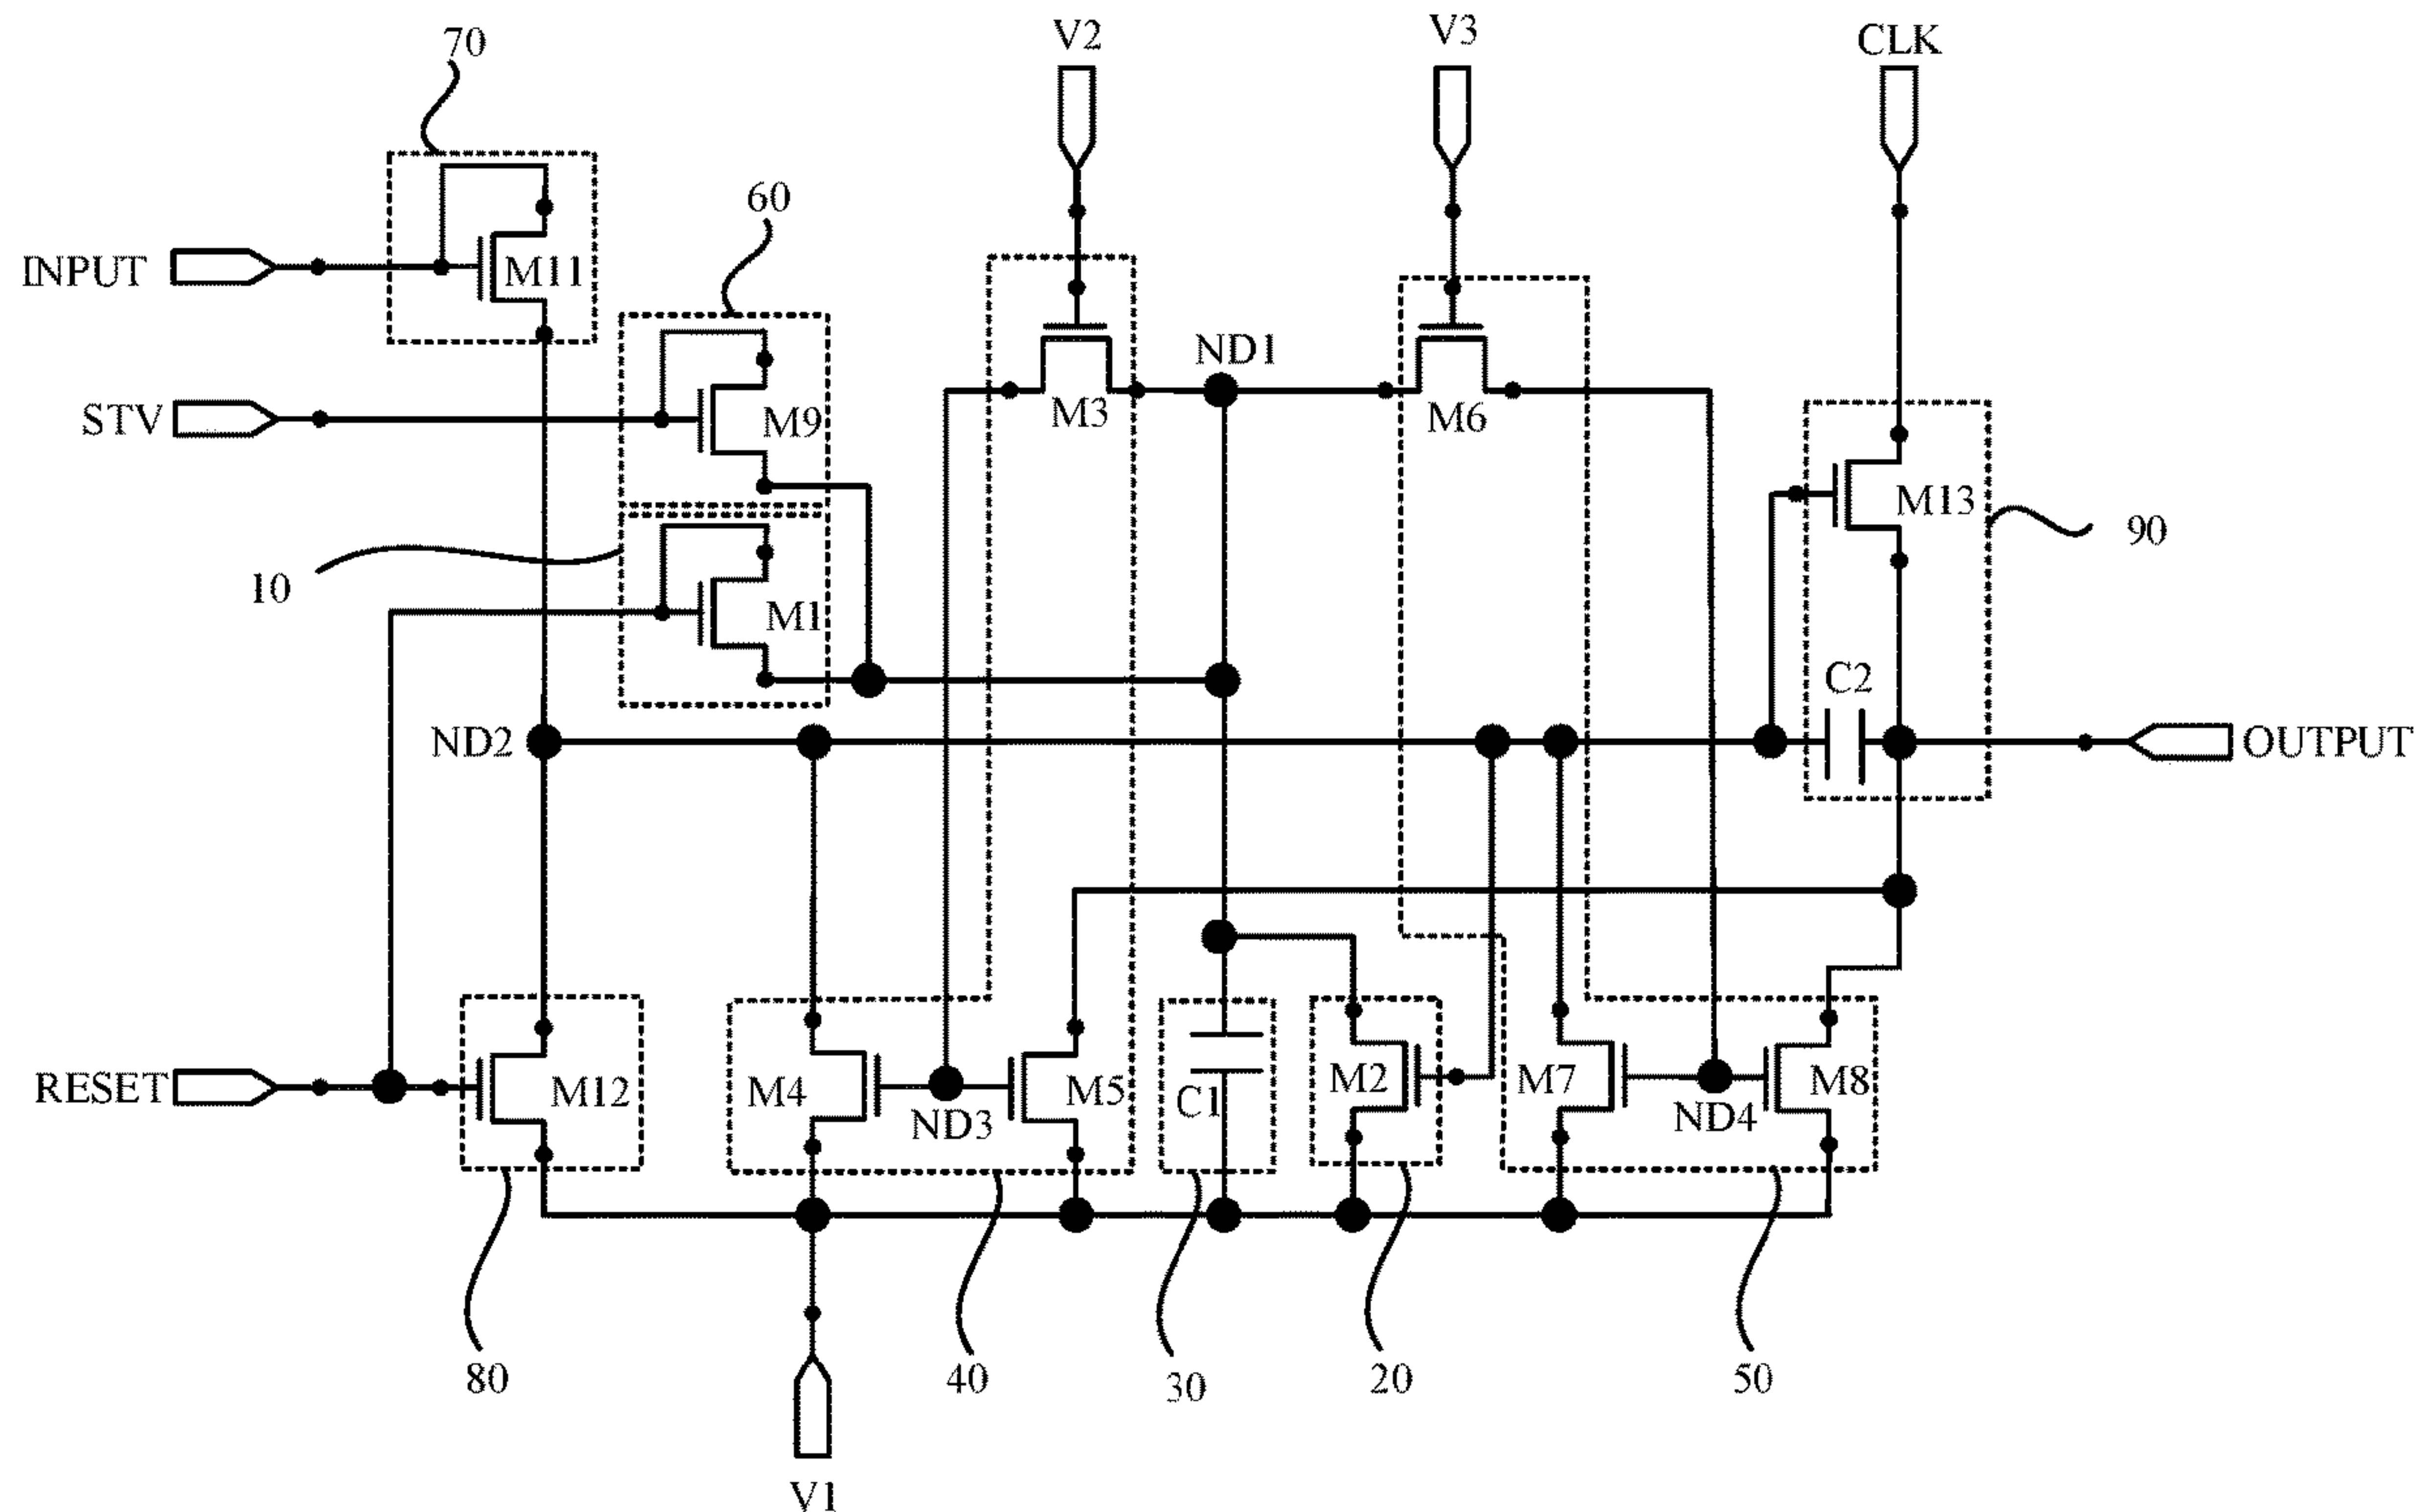 V2
V3
CLK
70
60
INPUT
M11
ND1
STV
M9
M3
M6
M13
90
10
M1
C2
ND2
OUTPUT
RESET
M12
M4
ND3
M5
C1
M2
M7
ND4
M8
80
40
30
20
50
V1